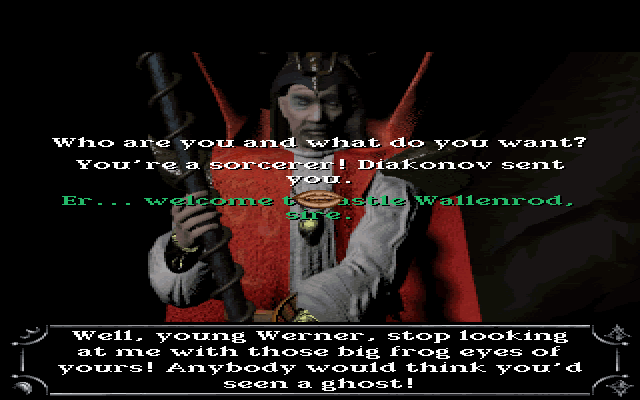 Who are you and what do you want?
You're a sorcerer! Diakonov sent
you.
Er... welcome t  astle Wallenrod,
sire.
Well, young Werner, stop looking
at me with those big frog eyes of
yours! Anybody would think you'd
seen a ghost!